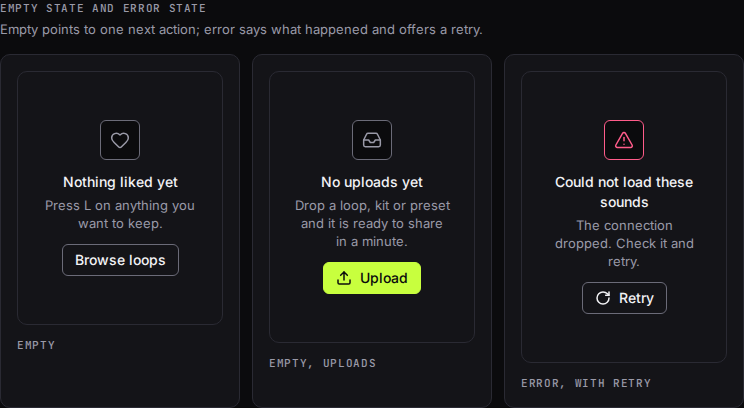 EMPTY STATE AND ERROR STATE
Empty points to one next action; error says what happened and offers a retry.
Nothing liked yet
Press L on anything you
want to keep.
Browse loops
EMPTY
No uploads yet
Drop a loop, kit or preset
and it is ready to share
in a minute.
Upload
EMPTY, UPLOADS
Could not load these
sounds
The connection
dropped. Check it and
retry.
Retry
ERROR, WITH RETRY